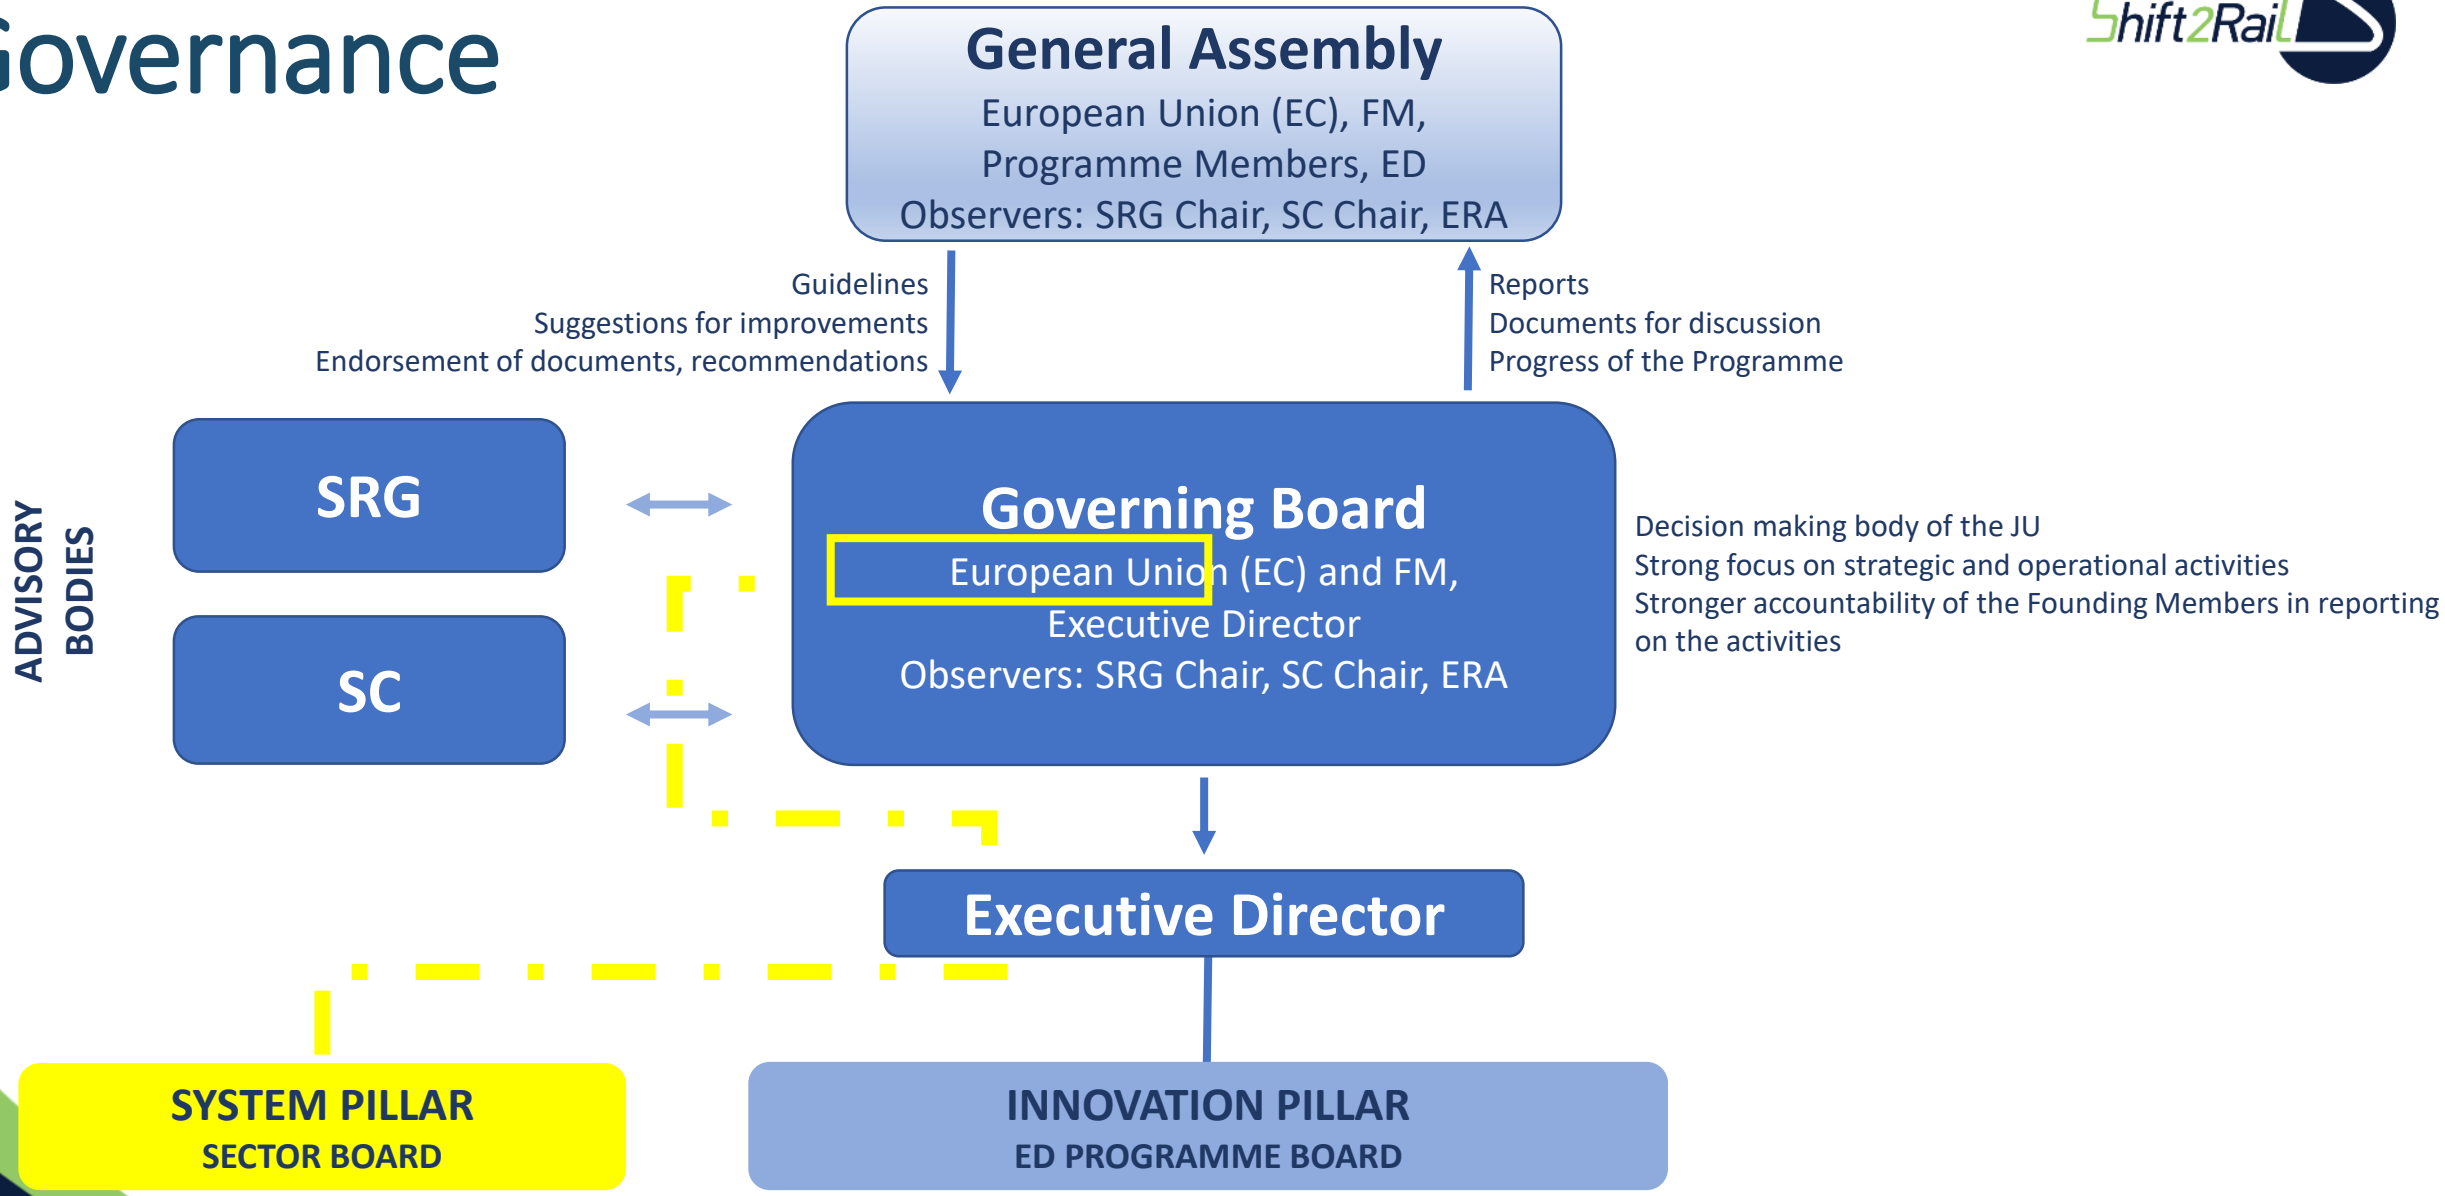 Governance
Shift2Rail
General Assembly
European Union (EC), FM,
Programme Members, ED
Observers: SRG Chair, SC Chair, ERA
Guidelines
Suggestions for improvements
Endorsement of documents, recommendations
Reports
Documents for discussion
Progress of the Programme
ADVISORY
BODIES
SRG
SC
Governing Board
European Union (EC) and FM,
Executive Director
Observers: SRG Chair, SC Chair, ERA
Decision making body of the JU
Strong focus on strategic and operational activities
Stronger accountability of the Founding Members in reporting
on the activities
Executive Director
SYSTEM PILLAR
SECTOR BOARD
INNOVATION PILLAR
ED PROGRAMME BOARD